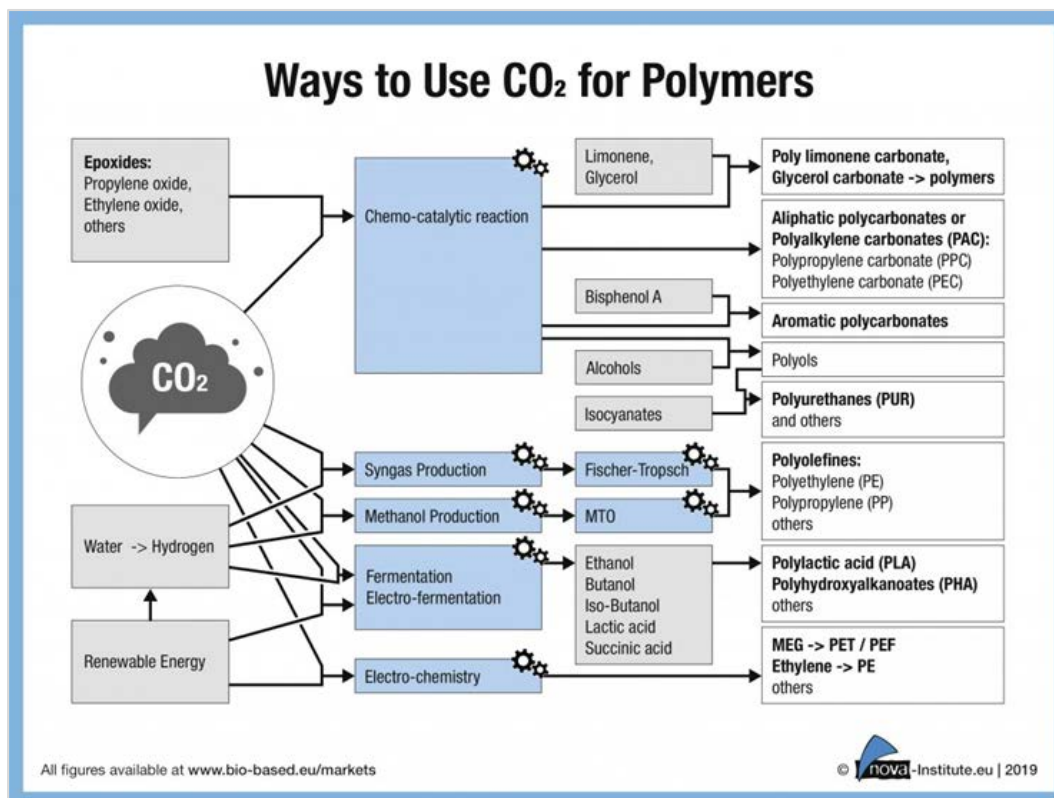 Ways to Use CO₂ for Polymers
Epoxides:
Propylene oxide,
Ethylene oxide,
others
Chemo-catalytic reaction
Limonene,
Glycerol
Poly limonene carbonate,
Glycerol carbonate -> polymers
Aliphatic polycarbonates or
Polyalkylene carbonates (PAC):
Polypropylene carbonate (PPC)
Polyethylene carbonate (PEC)
Bisphenol A
Aromatic polycarbonates
CO₂
Alcohols
Polyols
Isocyanates
Polyurethanes (PUR)
and others
Syngas Production
Fischer-Tropsch
Polyolefines:
Polyethylene (PE)
Polypropylene (PP)
others
Methanol Production
MTO
Water -> Hydrogen
Fermentation
Electro-fermentation
Ethanol
Butanol
Iso-Butanol
Lactic acid
Succinic acid
Polylactic acid (PLA)
Polyhydroxyalkanoates (PHA)
others
Renewable Energy
Electro-chemistry
MEG -> PET / PEF
Ethylene -> PE
others
All figures available at www.bio-based.eu/markets
© nova-Institute.eu | 2019